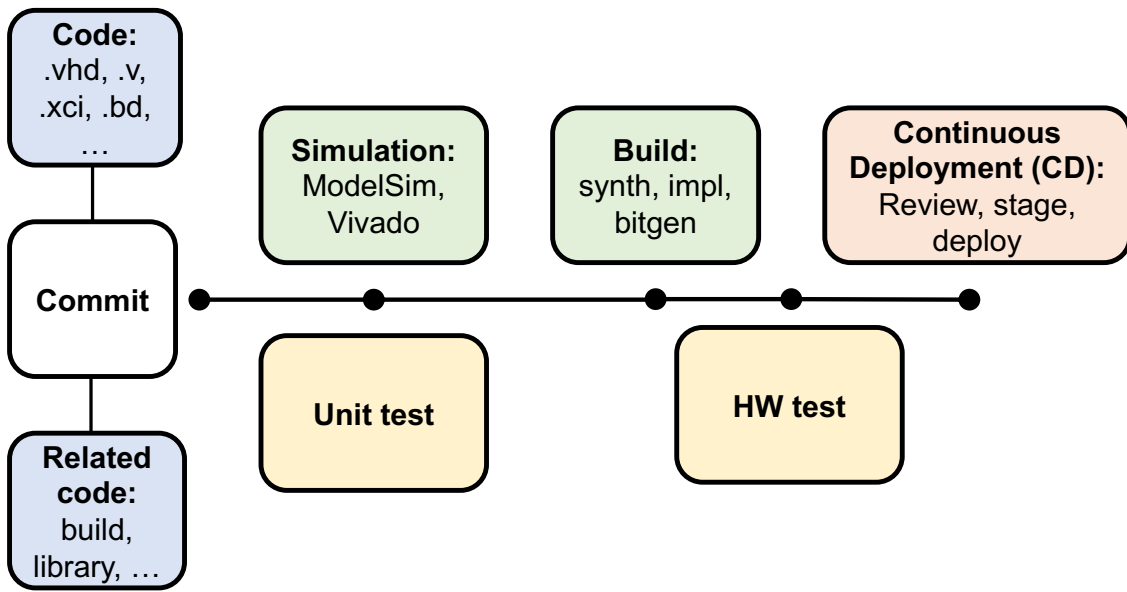 Code:
.vhd, .v,
.xci, .bd,
…
Commit
Related
code:
build,
library, …
Simulation:
ModelSim,
Vivado
Unit test
Build:
synth, impl,
bitgen
HW test
Continuous
Deployment (CD):
Review, stage,
deploy